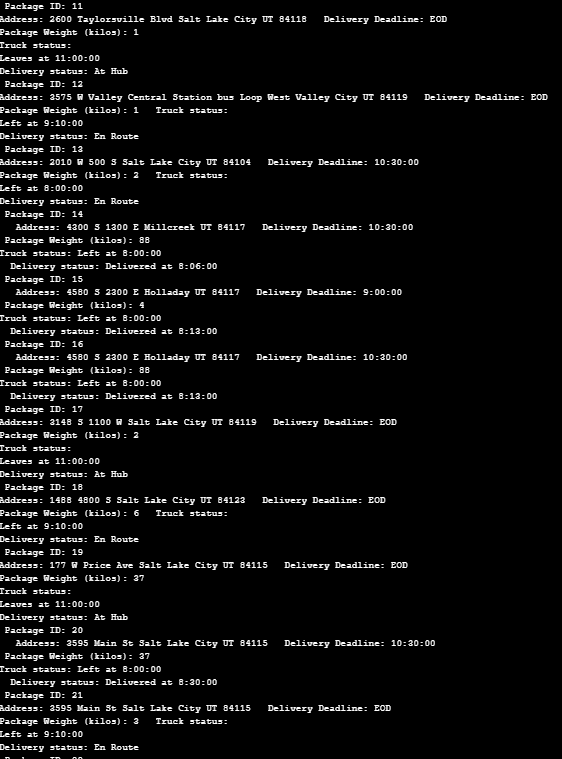 Package ID: 11
Address: 2600 Taylorsville Blvd Salt Lake City UT 84118   Delivery Deadline: EOD
Package Weight (kilos): 1
Truck status:
Leaves at 11:00:00
Delivery status: At Hub
Package ID: 12
Address: 3575 W Valley Central Station bus Loop West Valley City UT 84119   Delivery Deadline: EOD
Package Weight (kilos): 1   Truck status:
Left at 9:10:00
Delivery status: En Route
Package ID: 13
Address: 2010 W 500 S Salt Lake City UT 84104   Delivery Deadline: 10:30:00
Package Weight (kilos): 2   Truck status:
Left at 8:00:00
Delivery status: En Route
Package ID: 14
Address: 4300 S 1300 E Millcreek UT 84117   Delivery Deadline: 10:30:00
Package Weight (kilos): 88
Truck status: Left at 8:00:00
Delivery status: Delivered at 8:06:00
Package ID: 15
Address: 4580 S 2300 E Holladay UT 84117   Delivery Deadline: 9:00:00
Package Weight (kilos): 4
Truck status: Left at 8:00:00
Delivery status: Delivered at 8:13:00
Package ID: 16
Address: 4580 S 2300 E Holladay UT 84117   Delivery Deadline: 10:30:00
Package Weight (kilos): 88
Truck status: Left at 8:00:00
Delivery status: Delivered at 8:13:00
Package ID: 17
Address: 3148 S 1100 W Salt Lake City UT 84119   Delivery Deadline: EOD
Package Weight (kilos): 2
Truck status:
Leaves at 11:00:00
Delivery status: At Hub
Package ID: 18
Address: 1488 4800 S Salt Lake City UT 84123   Delivery Deadline: EOD
Package Weight (kilos): 6   Truck status:
Left at 9:10:00
Delivery status: En Route
Package ID: 19
Address: 177 W Price Ave Salt Lake City UT 84115   Delivery Deadline: EOD
Package Weight (kilos): 37
Truck status:
Leaves at 11:00:00
Delivery status: At Hub
Package ID: 20
Address: 3595 Main St Salt Lake City UT 84115   Delivery Deadline: 10:30:00
Package Weight (kilos): 37
Truck status: Left at 8:00:00
Delivery status: Delivered at 8:30:00
Package ID: 21
Address: 3595 Main St Salt Lake City UT 84115   Delivery Deadline: EOD
Package Weight (kilos): 3   Truck status:
Left at 9:10:00
Delivery status: En Route